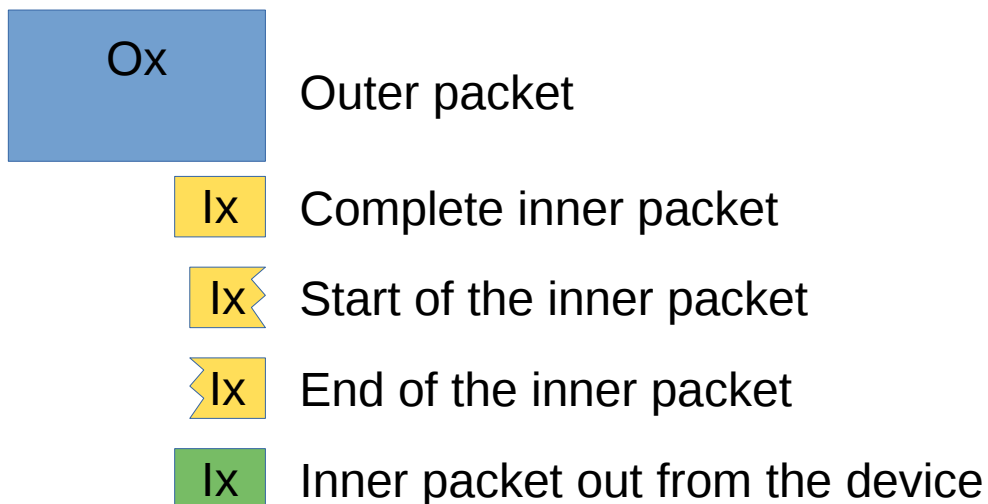 Ox
Outer packet
Ix Complete inner packet
Ix Start of the inner packet
Ix End of the inner packet
Ix Inner packet out from the device